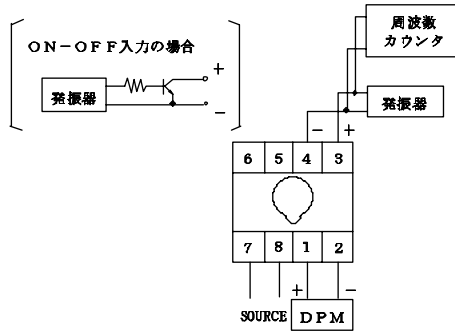 周波数
カウンタ
ON-OFF入力の場合
+
発振器
-
発振器
- +
6 5 4 3
7 8 1 2
+ -
SOURCE DPM